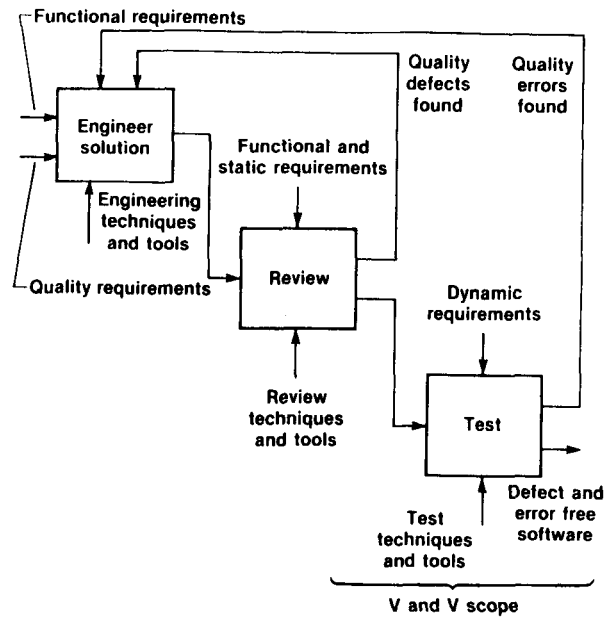 Functional requirements
Quality
defects
found
Quality
errors
found
Engineer
solution
Functional and
static requirements
Engineering
techniques
and tools
Quality requirements
Review
Dynamic
requirements
Review
techniques
and tools
Test
Defect and
error free
software
Test
techniques
and tools
V and V scope